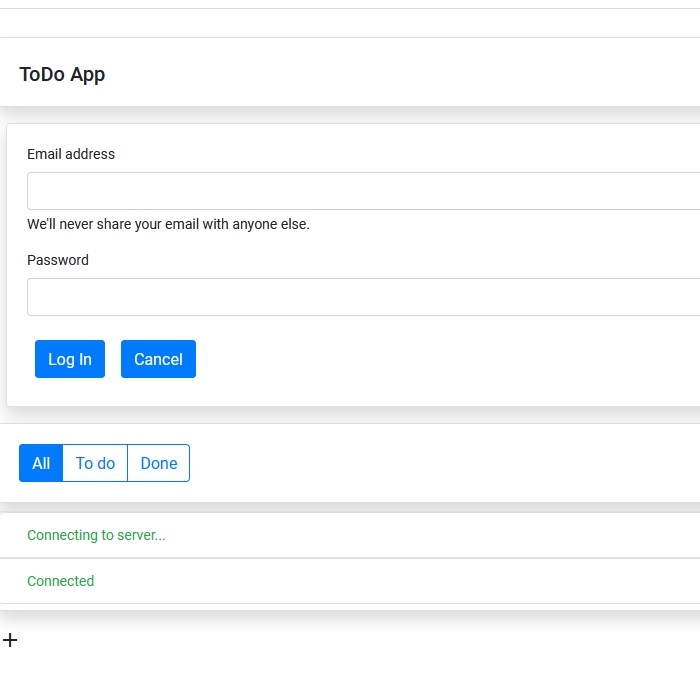 ToDo App
Email address
We'll never share your email with anyone else.
Password
Log In Cancel
All To do Done
Connecting to server...
Connected
+